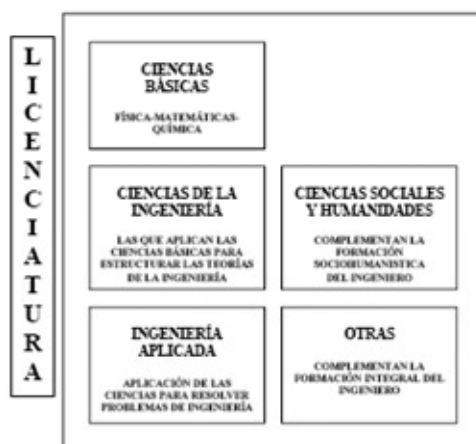 LICENCIATURA
CIENCIAS
BÁSICAS
FÍSICA-MATEMÁTICAS-
QUÍMICA
CIENCIAS DE LA
INGENIERÍA
LAS QUE APLICAN LAS
CIENCIAS BÁSICAS PARA
ESTRUCTURAR LAS TEORÍAS
DE LA INGENIERÍA
CIENCIAS SOCIALES
Y HUMANIDADES
COMPLEMENTAN LA
FORMACIÓN
SOCIOHUMANISTICA
DEL INGENIERO
INGENIERÍA
APLICADA
APLICACIÓN DE LAS
CIENCIAS PARA RESOLVER
PROBLEMAS DE INGENIERÍA
OTRAS
COMPLEMENTAN LA
FORMACIÓN INTEGRAL DEL
INGENIERO